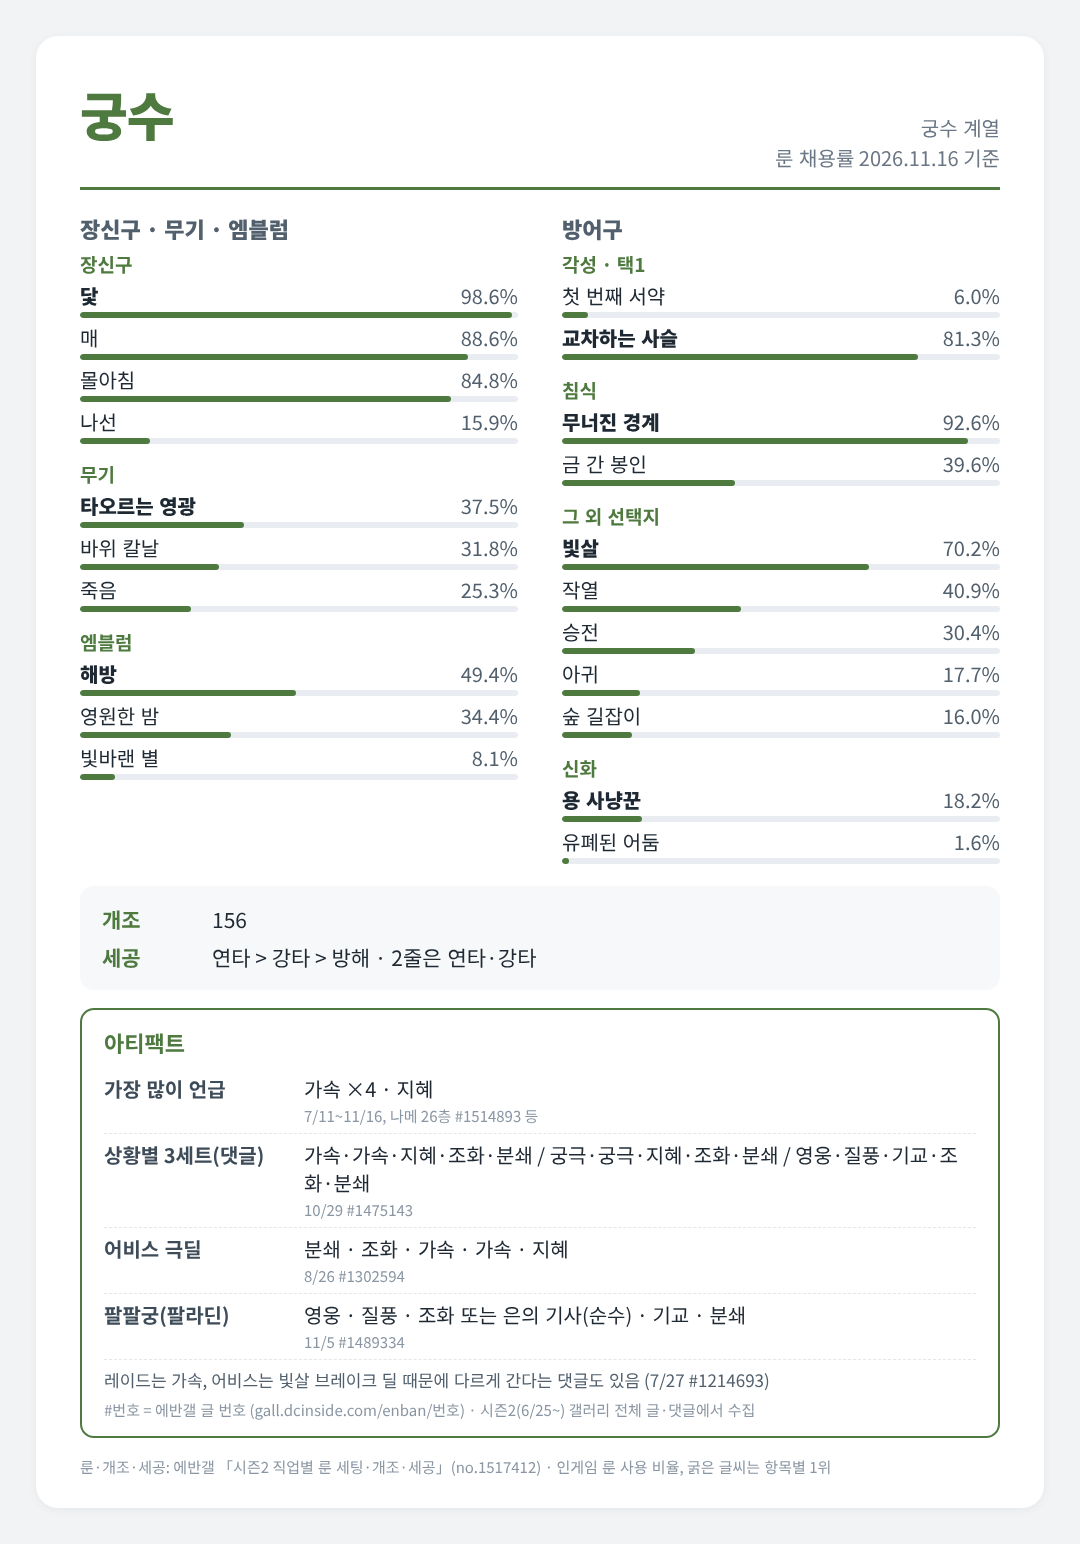 궁수
궁수 계열
룬 채용률 2026.11.16 기준
장신구 · 무기 · 엠블럼
장신구
닻 98.6%
매 88.6%
몰아침 84.8%
나선 15.9%
무기
타오르는 영광 37.5%
바위 칼날 31.8%
죽음 25.3%
엠블럼
해방 49.4%
영원한 밤 34.4%
빛바랜 별 8.1%
방어구
각성 · 택1
첫 번째 서약 6.0%
교차하는 사슬 81.3%
침식
무너진 경계 92.6%
금 간 봉인 39.6%
그 외 선택지
빛살 70.2%
작열 40.9%
승전 30.4%
아귀 17.7%
숲 길잡이 16.0%
신화
용 사냥꾼 18.2%
유폐된 어둠 1.6%
개조 156
세공 연타 > 강타 > 방해 · 2줄은 연타·강타
아티팩트
가장 많이 언급 가속 ×4 · 지혜
7/11~11/16, 나메 26층 #1514893 등
상황별 3세트(댓글) 가속·가속·지혜·조화·분쇄 / 궁극·궁극·지혜·조화·분쇄 / 영웅·질풍·기교·조
화·분쇄
10/29 #1475143
어비스 극딜 분쇄 · 조화 · 가속 · 가속 · 지혜
8/26 #1302594
팔팔궁(팔라딘) 영웅 · 질풍 · 조화 또는 은의 기사(순수) · 기교 · 분쇄
11/5 #1489334
레이드는 가속, 어비스는 빛살 브레이크 딜 때문에 다르게 간다는 댓글도 있음 (7/27 #1214693)
#번호 = 에반갤 글 번호 (gall.dcinside.com/enban/번호) · 시즌2(6/25~) 갤러리 전체 글·댓글에서 수집
룬·개조·세공: 에반갤 「시즌2 직업별 룬 세팅·개조·세공」(no.1517412) · 인게임 룬 사용 비율, 굵은 글씨는 항목별 1위